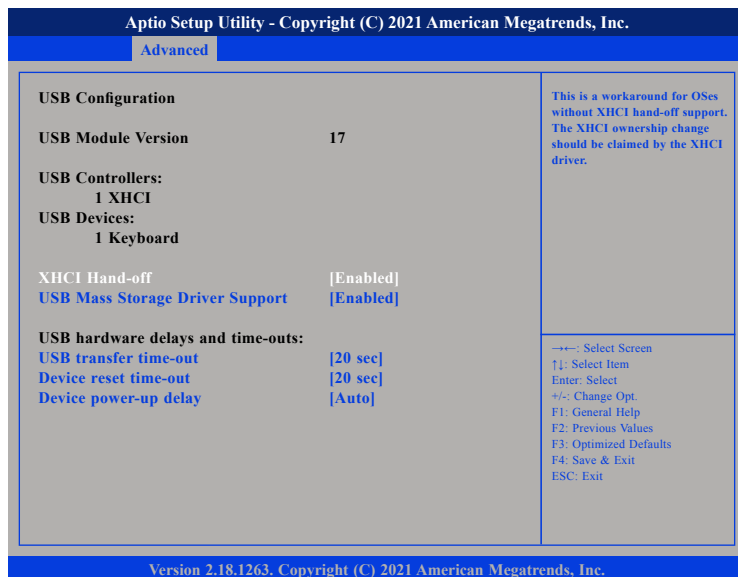 Aptio Setup Utility - Copyright (C) 2021 American Megatrends, Inc.
Advanced
USB Configuration
USB Module Version 17
USB Controllers:
1 XHCI
USB Devices:
1 Keyboard
XHCI Hand-off [Enabled]
USB Mass Storage Driver Support [Enabled]
USB hardware delays and time-outs:
USB transfer time-out [20 sec]
Device reset time-out [20 sec]
Device power-up delay [Auto]
This is a workaround for OSes
without XHCI hand-off support.
The XHCI ownership change
should be claimed by the XHCI
driver.
→←: Select Screen
↑↓: Select Item
Enter: Select
+/-: Change Opt.
F1: General Help
F2: Previous Values
F3: Optimized Defaults
F4: Save & Exit
ESC: Exit
Version 2.18.1263. Copyright (C) 2021 American Megatrends, Inc.